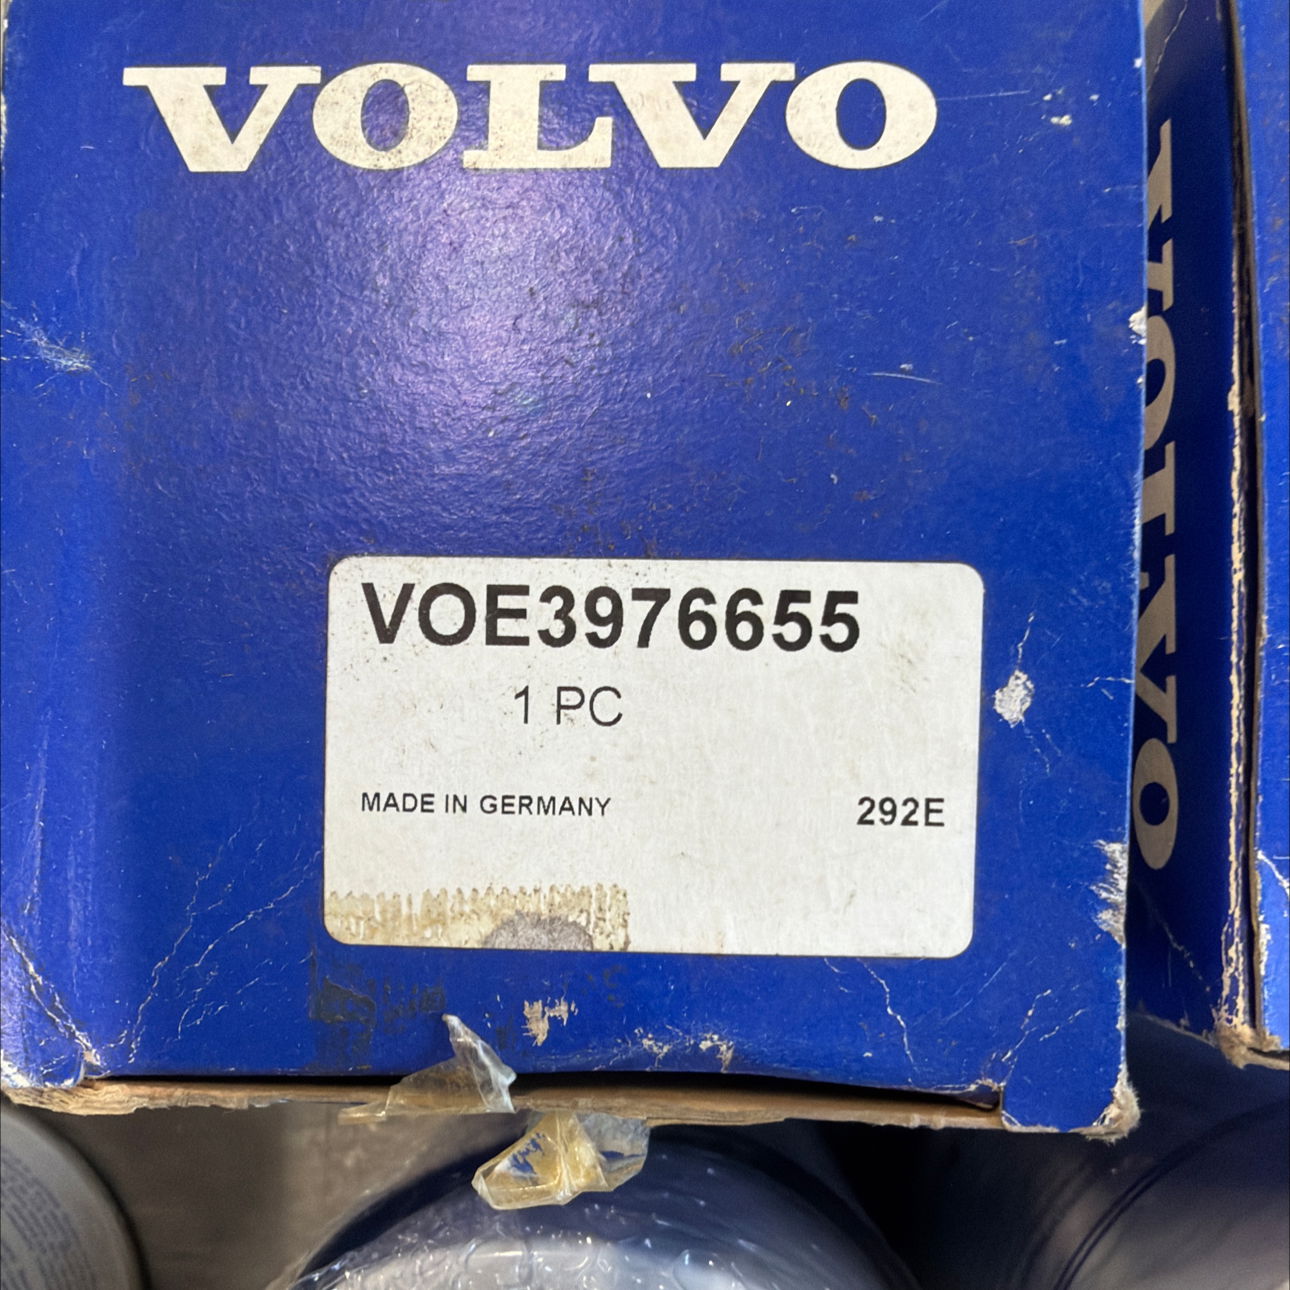 VOLVO
VOE3976655
1 PC
MADE IN GERMANY
292E
VOLVO